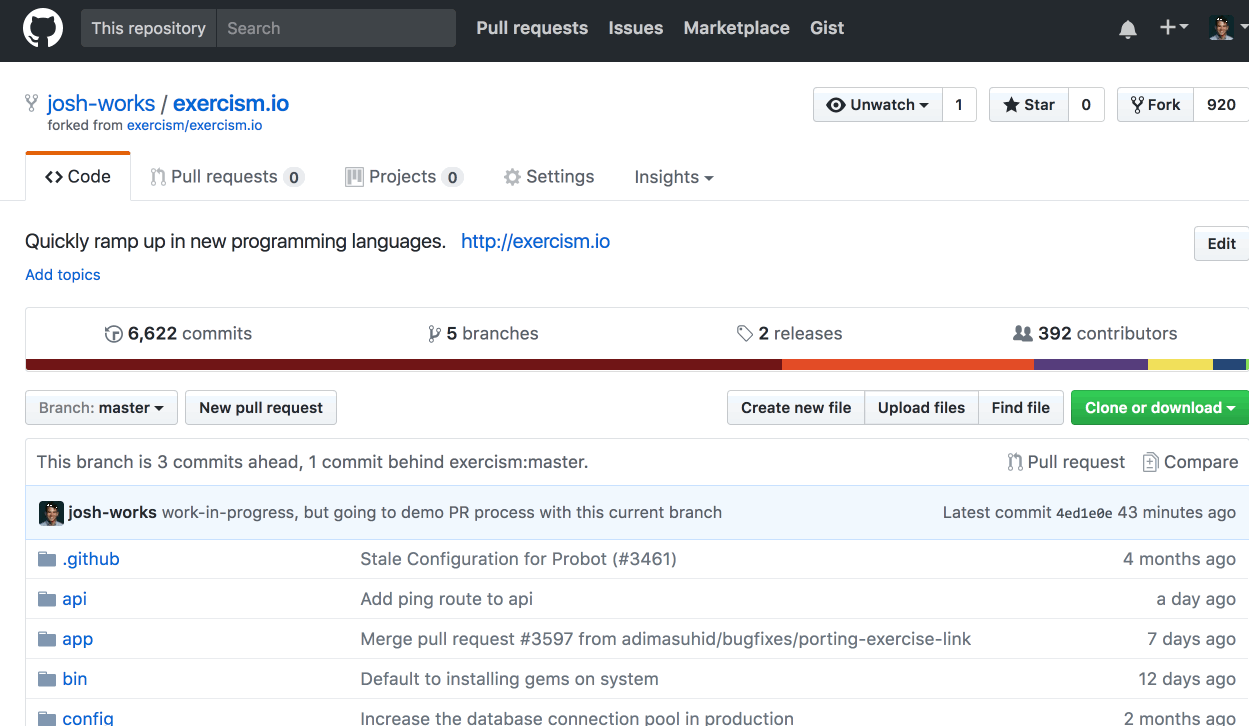 This repository Search Pull requests Issues Marketplace Gist
josh-works / exercism.io Unwatch 1 Star 0 Fork 920
forked from exercism/exercism.io
Code Pull requests 0 Projects 0 Settings Insights
Quickly ramp up in new programming languages. http://exercism.io Edit
Add topics
6,622 commits 5 branches 2 releases 392 contributors
Branch: master New pull request Create new file Upload files Find file Clone or download
This branch is 3 commits ahead, 1 commit behind exercism:master. Pull request Compare
josh-works work-in-progress, but going to demo PR process with this current branch Latest commit 4ed1e0e 43 minutes ago
.github Stale Configuration for Probot (#3461) 4 months ago
api Add ping route to api a day ago
app Merge pull request #3597 from adimasuhid/bugfixes/porting-exercise-link 7 days ago
bin Default to installing gems on system 12 days ago
config Increase the database connection pool in production 2 months ago